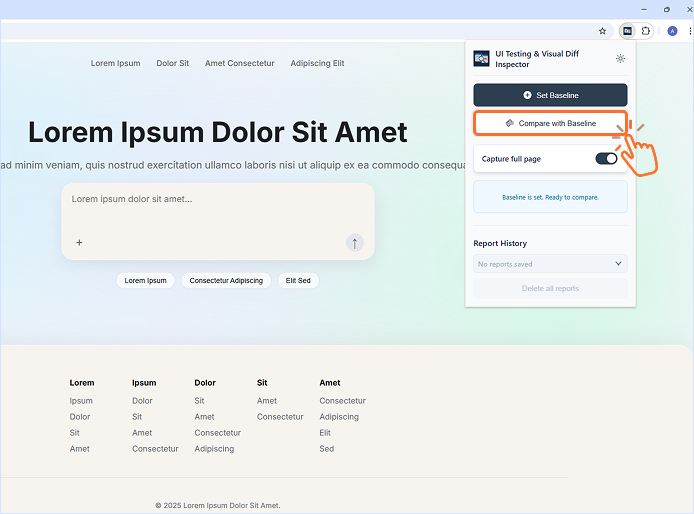 A
Lorem Ipsum Dolor Sit Amet Consectetur Adipiscing Elit
Lorem Ipsum Dolor Sit Amet
ad minim veniam, quis nostrud exercitation ullamco laboris nisi ut aliquip ex ea commodo consequa
Lorem ipsum dolor sit amet...
+
Lorem Ipsum Consectetur Adipiscing Elit Sed
UI Testing & Visual Diff
Inspector
Set Baseline
Compare with Baseline
Capture full page
Baseline is set. Ready to compare.
Report History
No reports saved
Delete all reports
Lorem Ipsum Dolor Sit Amet
Ipsum Dolor Sit Amet Consectetur
Dolor Sit Amet Consectetur Adipiscing
Sit Amet Consectetur Elit
Amet Consectetur Adipiscing Sed
© 2025 Lorem Ipsum Dolor Sit Amet.